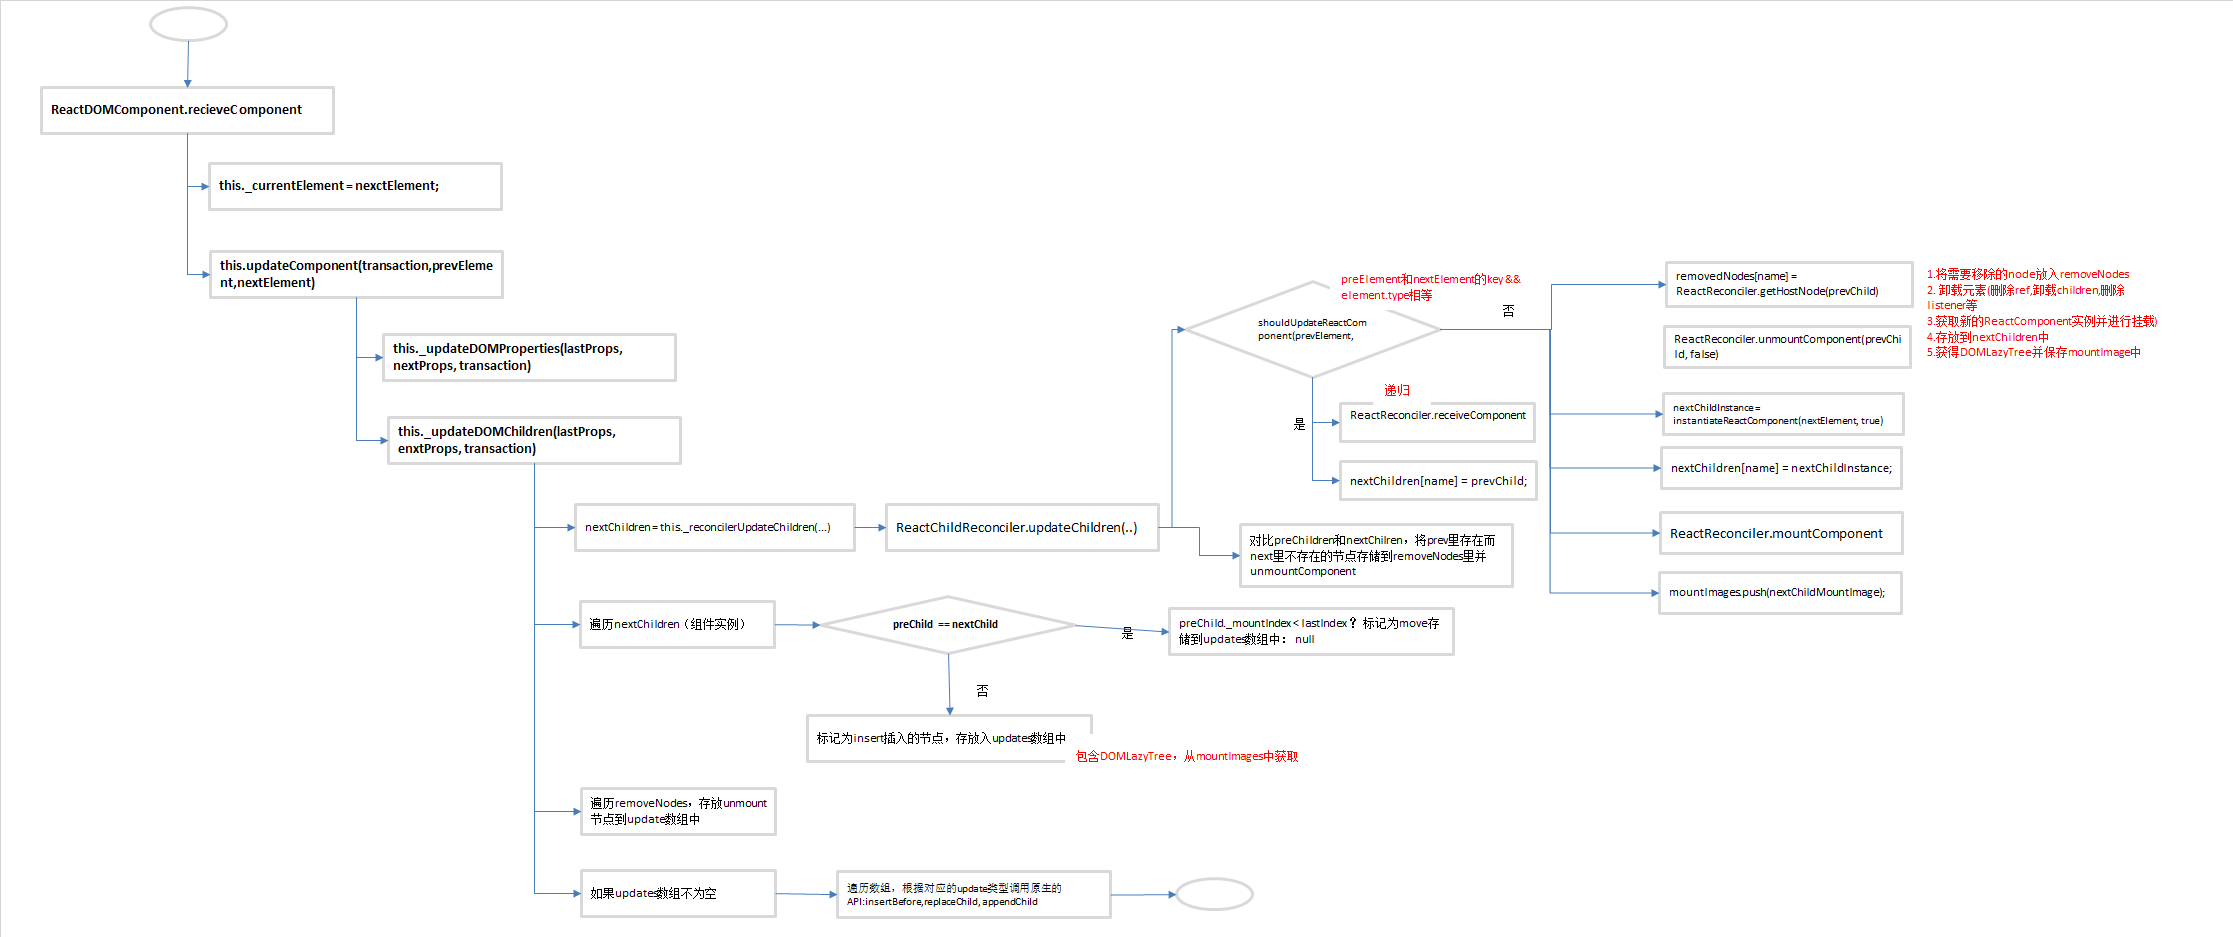 ReactDOMComponent.recieveComponent
this._currentElement = nexctElement;
this.updateComponent(transaction,prevEleme
nt,nextElement)
this._updateDOMProperties(lastProps,
nextProps, transaction)
this._updateDOMChildren(lastProps,
enxtProps, transaction)
nextChildren = this._reconcilerUpdateChildren(...)
ReactChildReconciler.updateChildren(..)
preElement和nextElement的key &&
element.type相等
shouldUpdateReactCom
ponent(prevElement,
否
是
递归
ReactReconciler.receiveComponent
nextChildren[name] = prevChild;
对比preChildren和nextChilren，将prev里存在而
next里不存在的节点存储到removeNodes里并
unmountComponent
removedNodes[name] =
ReactReconciler.getHostNode(prevChild)
ReactReconciler.unmountComponent(prevChi
ld, false)
nextChildInstance =
instantiateReactComponent(nextElement, true)
nextChildren[name] = nextChildInstance;
ReactReconciler.mountComponent
mountImages.push(nextChildMountImage);
1.将需要移除的node放入removeNodes
2. 卸载元素(删除ref,卸载children,删除
listener等
3.获取新的ReactComponent实例并进行挂载)
4.存放到nextChildren中
5.获得DOMLazyTree并保存mountImage中
遍历nextChildren（组件实例）
preChild == nextChild
是
preChild._mountIndex < lastIndex？ 标记为move存
储到updates数组中： null
否
标记为insert插入的节点，存放入updates数组中
包含DOMLazyTree，从mountImages中获取
遍历removeNodes，存放unmount
节点到update数组中
如果updates数组不为空
遍历数组，根据对应的update类型调用原生的
API:insertBefore,replaceChild, appendChild